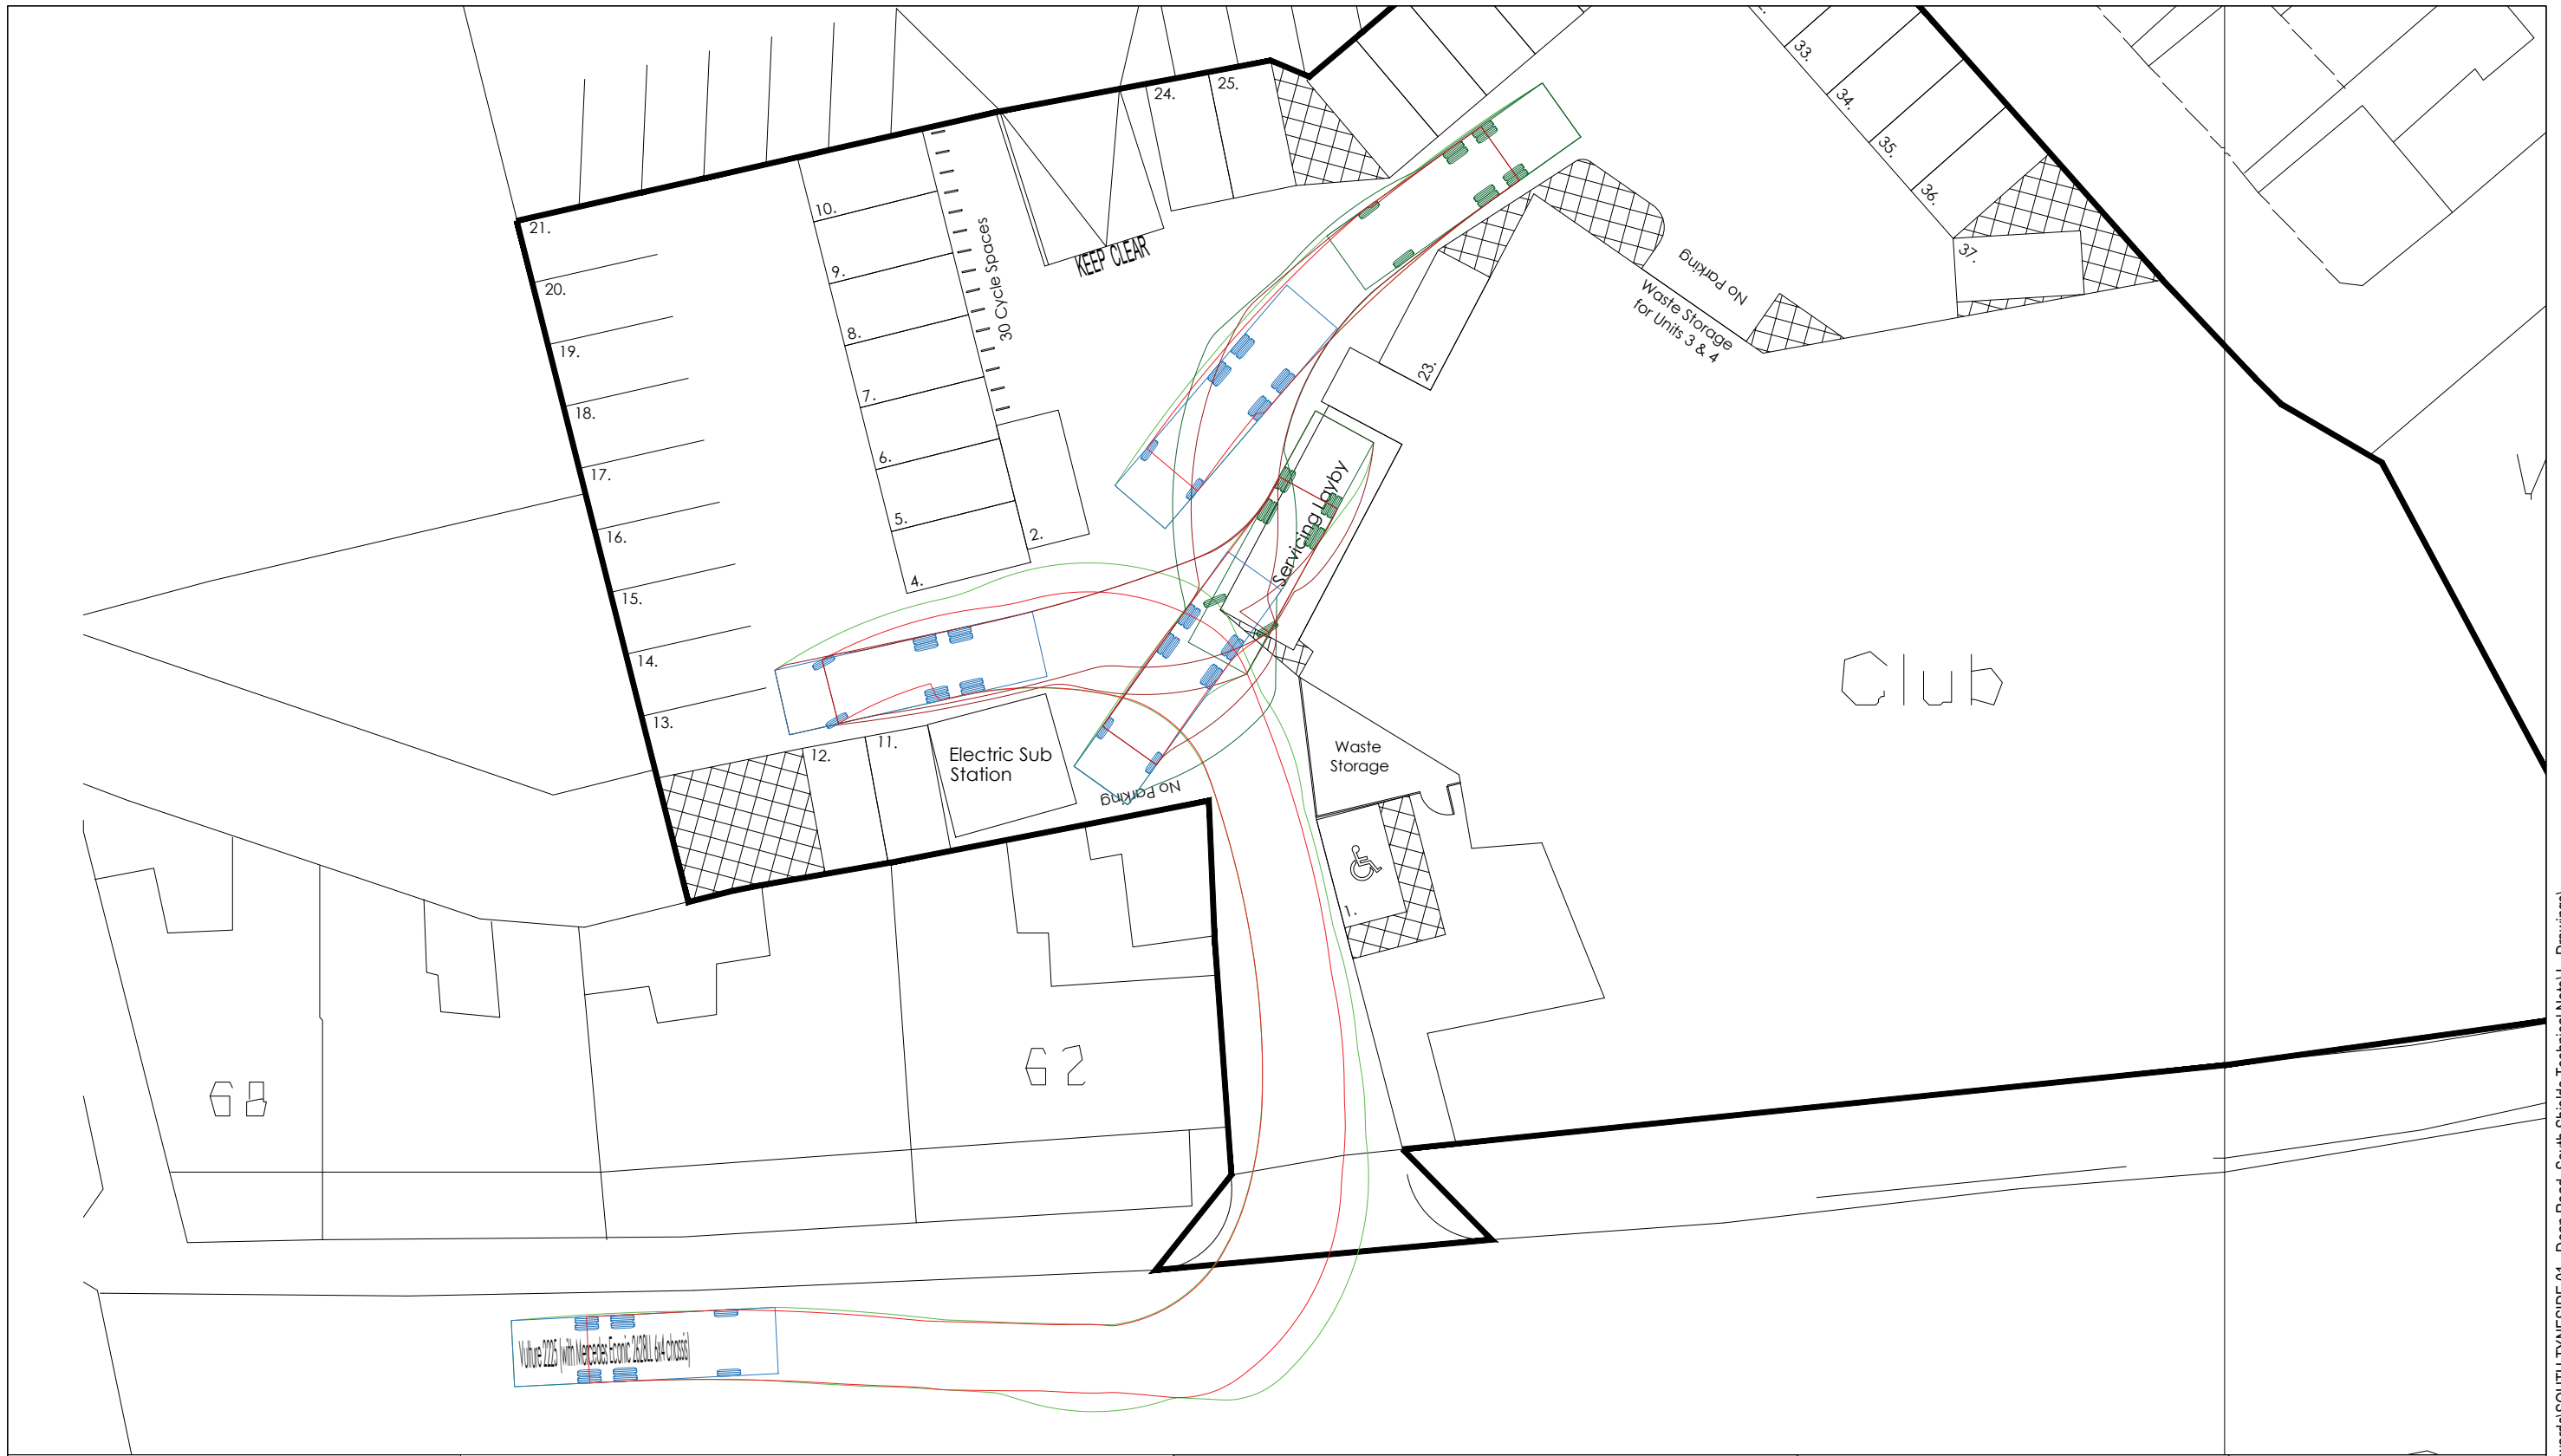 33.
34.
35.
36.
37.
24.
25.
21.
20.
19.
18.
17.
16.
15.
14.
13.
12.
11.
10.
9.
8.
7.
6.
5.
4.
2.
30 Cycle Spaces
KEEP CLEAR
No Parking
Waste Storage
for Units 3 & 4
23.
Servicing Layby
Club
Electric Sub
Station
No Parking
Waste
Storage
1.
62
68
Vulture 2225 (with Mercedes Econic 2628LL 6x4 chassis)